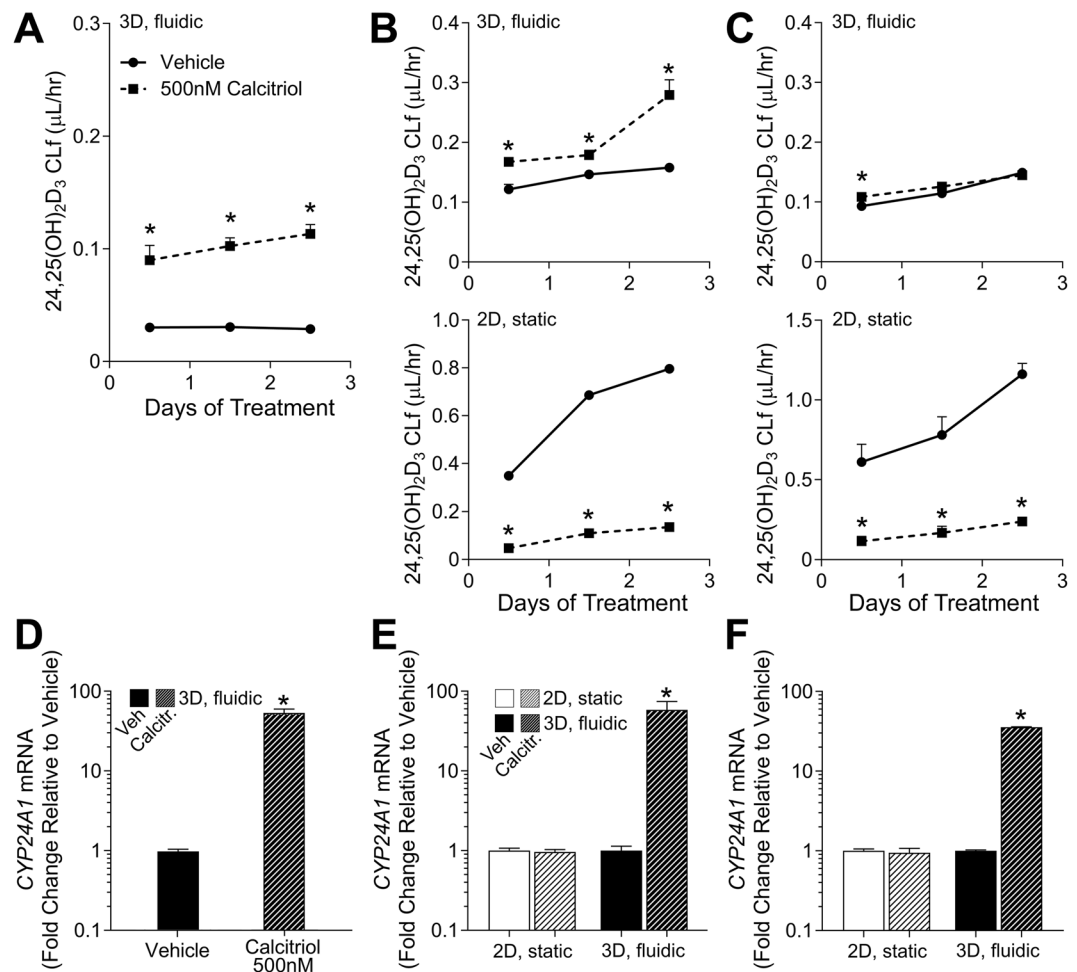 A
3D, fluidic
Vehicle
500nM Calcitriol
24,25(OH)₂D₃ CLf (μL/hr)
0.3
0.2
0.1
0
0 1 2 3
Days of Treatment
B
3D, fluidic
24,25(OH)₂D₃ CLf (μL/hr)
0.4
0.3
0.2
0.1
0
0 1 2 3
* * *
2D, static
24,25(OH)₂D₃ CLf (μL/hr)
1.0
0.8
0.6
0.4
0.2
0
0 1 2 3
Days of Treatment
C
3D, fluidic
24,25(OH)₂D₃ CLf (μL/hr)
0.4
0.3
0.2
0.1
0
0 1 2 3
2D, static
24,25(OH)₂D₃ CLf (μL/hr)
1.5
1.0
0.5
0
0 1 2 3
Days of Treatment
D
CYP24A1 mRNA
(Fold Change Relative to Vehicle)
100
10
1
0.1
3D, fluidic
Veh
Calcitr.
*
Vehicle
Calcitriol
500nM
E
CYP24A1 mRNA
(Fold Change Relative to Vehicle)
100
10
1
0.1
2D, static
3D, fluidic
Veh
Calcitr.
*
2D, static 3D, fluidic
F
CYP24A1 mRNA
(Fold Change Relative to Vehicle)
100
10
1
0.1
*
2D, static 3D, fluidic